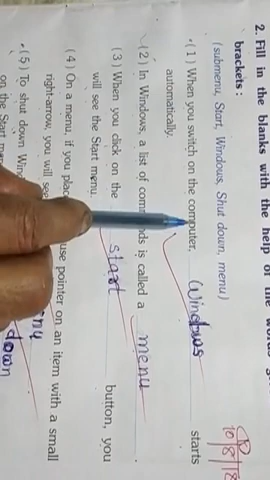 2. Fill in the blanks with the help of the words
brackets :
(submenu, Start, Windows, Shut down, menu)
(1) When you switch on the computer, Windows starts
automatically.
(2) In Windows, a list of commands is called a menu.
(3) When you click on the start button, you
will see the Start menu.
(4) On a menu, if you place use pointer on an item with a small
right-arrow, you will see
(5) To shut down Win down
on the Start menu
10/8/18